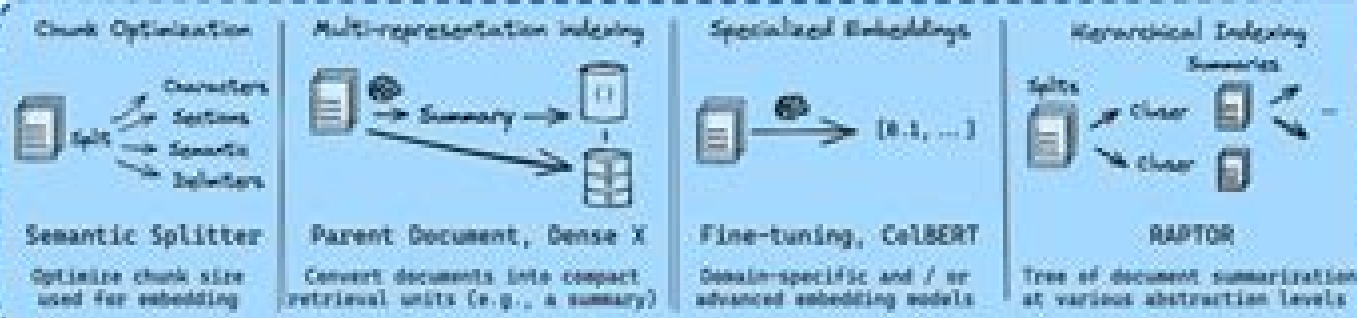 Chunk Optimization
Split
Characters
Sections
Semantic
Delimiters
Semantic Splitter
Optimize chunk size
used for embedding
Multi-representation indexing
Summary
Parent Document, Dense X
Convert documents into compact
retrieval units (e.g., a summary)
Specialized Embeddings
[0.1, ...]
Fine-tuning, ColBERT
Domain-specific and / or
advanced embedding models
Hierarchical Indexing
Summaries
Splits
Cluser
Cluser
...
RAPTOR
Tree of document summarization
at various abstraction levels